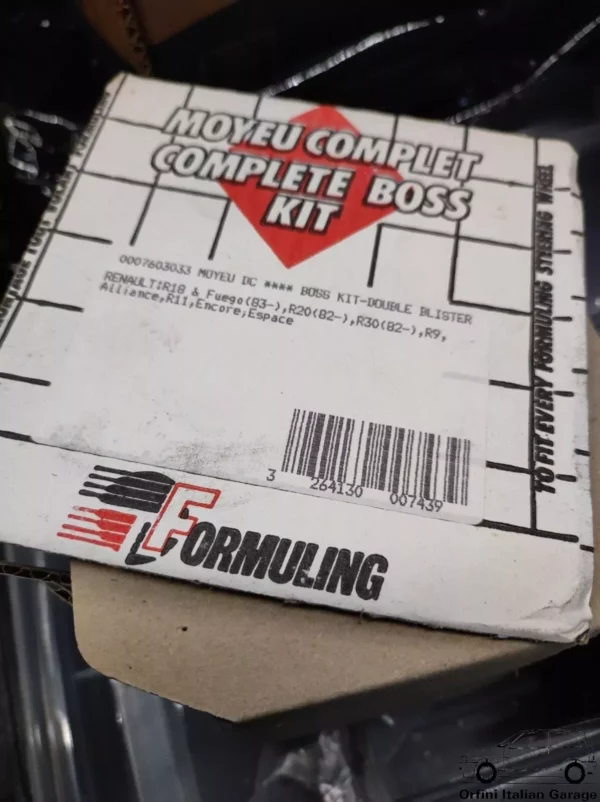 MOYEU COMPLET
COMPLETE BOSS
KIT
0007603033 MOYEU DC **** BOSS KIT-DOUBLE BLISTER
RENAULT:R18 & Fuego(83-),R20(82-),R30(82-),R9,
Alliance,R11,Encore,Espace
3 264130 007439
FORMULING
TO FIT EVERY FORMULING STEERING WHEEL
Orfini Italian Garage